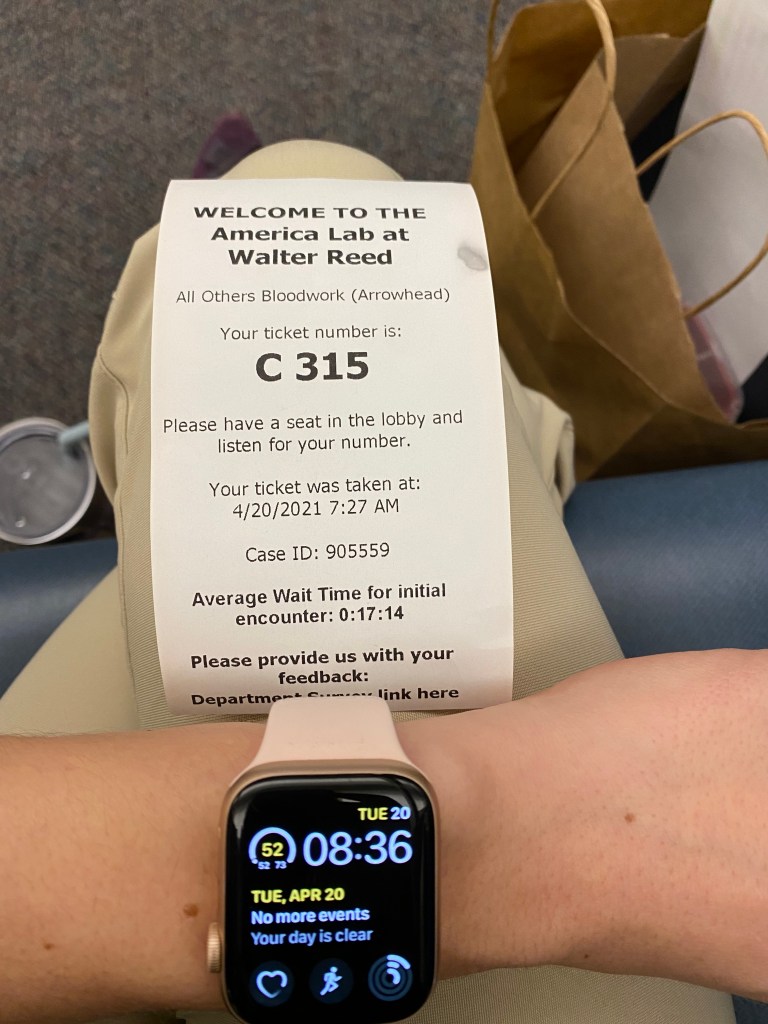 WELCOME TO THE
America Lab at
Walter Reed
All Others Bloodwork (Arrowhead)
Your ticket number is:
C 315
Please have a seat in the lobby and
listen for your number.
Your ticket was taken at:
4/20/2021 7:27 AM
Case ID: 905559
Average Wait Time for initial
encounter: 0:17:14
Please provide us with your
feedback:
Department Survey link here
TUE 20
52
52 73
08:36
TUE, APR 20
No more events
Your day is clear